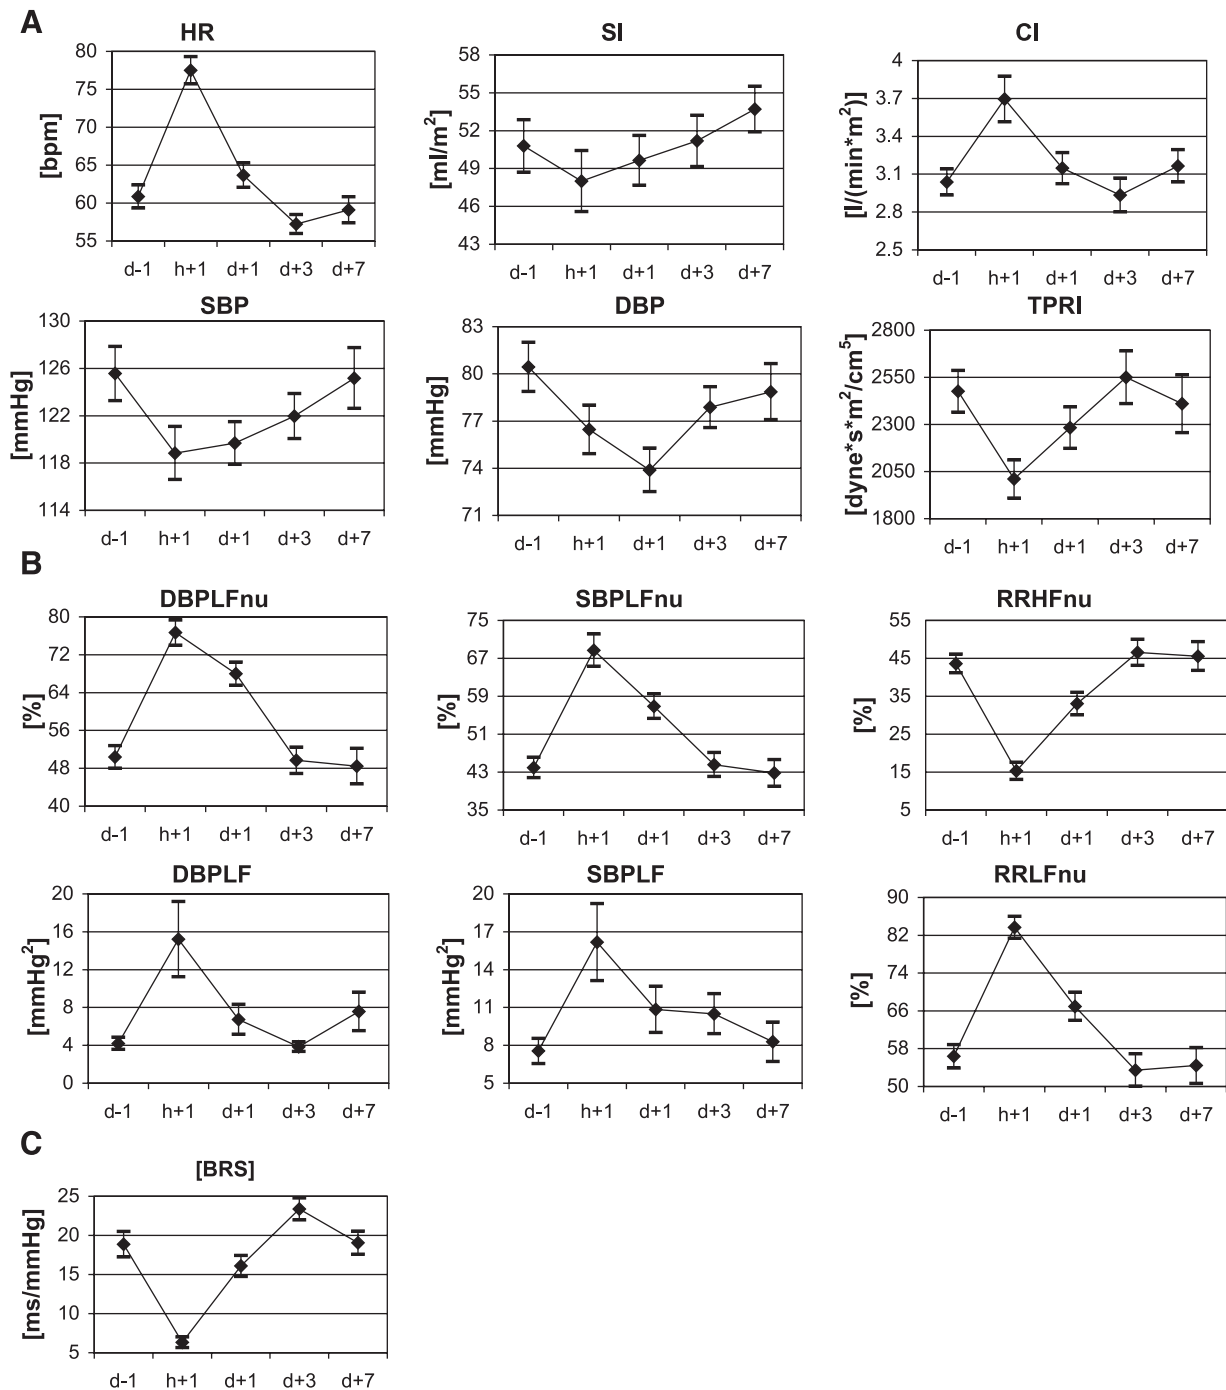 A
HR
80
75
70
65
60
55
[bpm]
d-1 h+1 d+1 d+3 d+7
SI
58
55
52
49
46
43
[ml/m²]
d-1 h+1 d+1 d+3 d+7
CI
4
3.7
3.4
3.1
2.8
2.5
[l/(min*m²)]
d-1 h+1 d+1 d+3 d+7
SBP
130
126
122
118
114
[mmHg]
d-1 h+1 d+1 d+3 d+7
DBP
83
80
77
74
71
[mmHg]
d-1 h+1 d+1 d+3 d+7
TPRI
2800
2550
2300
2050
1800
[dyne*s*m²/cm⁵]
d-1 h+1 d+1 d+3 d+7
B
DBPLFnu
80
72
64
56
48
40
[%]
d-1 h+1 d+1 d+3 d+7
SBPLFnu
75
67
59
51
43
35
[%]
d-1 h+1 d+1 d+3 d+7
RRHFnu
55
45
35
25
15
5
[%]
d-1 h+1 d+1 d+3 d+7
DBPLF
20
16
12
8
4
0
[mmHg²]
d-1 h+1 d+1 d+3 d+7
SBPLF
20
17
14
11
8
5
[mmHg²]
d-1 h+1 d+1 d+3 d+7
RRLFnu
90
82
74
66
58
50
[%]
d-1 h+1 d+1 d+3 d+7
C
[BRS]
25
20
15
10
5
[ms/mmHg]
d-1 h+1 d+1 d+3 d+7